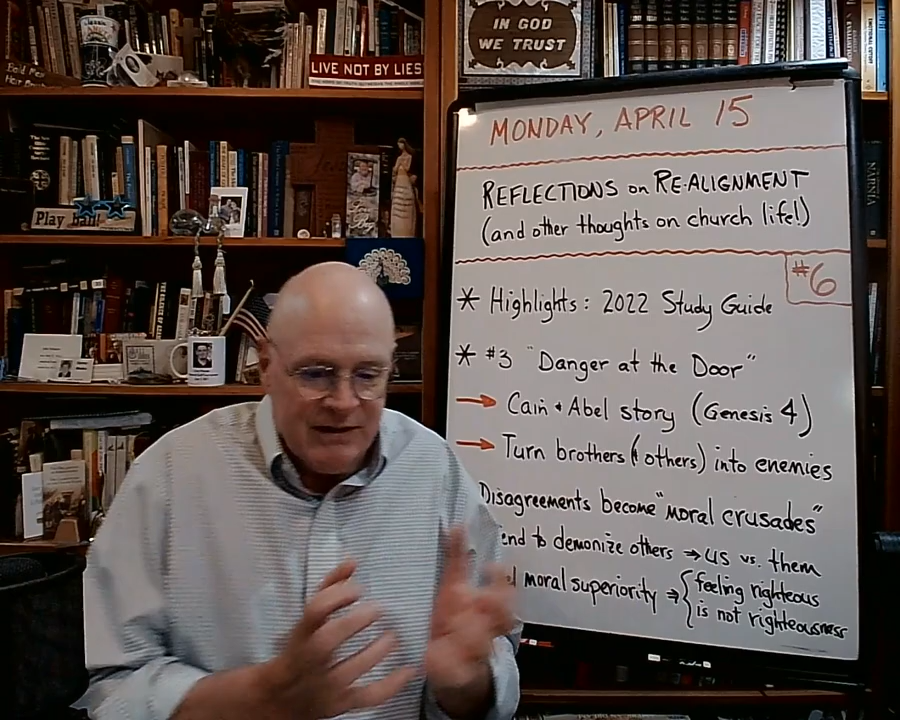 IN GOD
WE TRUST
LIVE NOT BY LIES
Play ball!
MONDAY, APRIL 15
REFLECTIONS on RE-ALIGNMENT
(and other thoughts on church life!)
#6
* Highlights: 2022 Study Guide
* #3 "Danger at the Door"
→ Cain + Abel story (Genesis 4)
→ Turn brothers (+ others) into enemies
Disagreements become "moral crusades"
to demonize others → us vs. them
moral superiority → { feeling righteous
is not righteousness